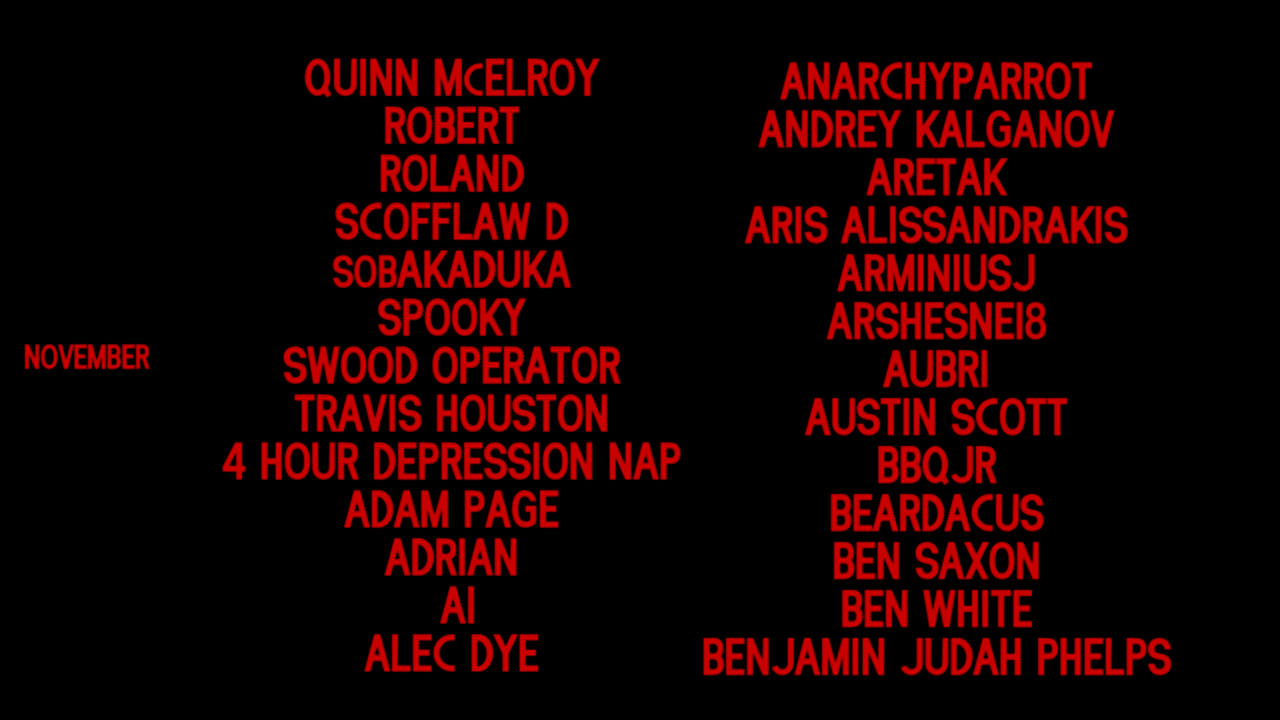 NOVEMBER
QUINN McELROY
ROBERT
ROLAND
SCOFFLAW D
SOBAKADUKA
SPOOKY
SWOOD OPERATOR
TRAVIS HOUSTON
4 HOUR DEPRESSION NAP
ADAM PAGE
ADRIAN
AI
ALEC DYE
ANARCHYPARROT
ANDREY KALGANOV
ARETAK
ARIS ALISSANDRAKIS
ARMINIUSJ
ARSHESNEI8
AUBRI
AUSTIN SCOTT
BBQJR
BEARDACUS
BEN SAXON
BEN WHITE
BENJAMIN JUDAH PHELPS